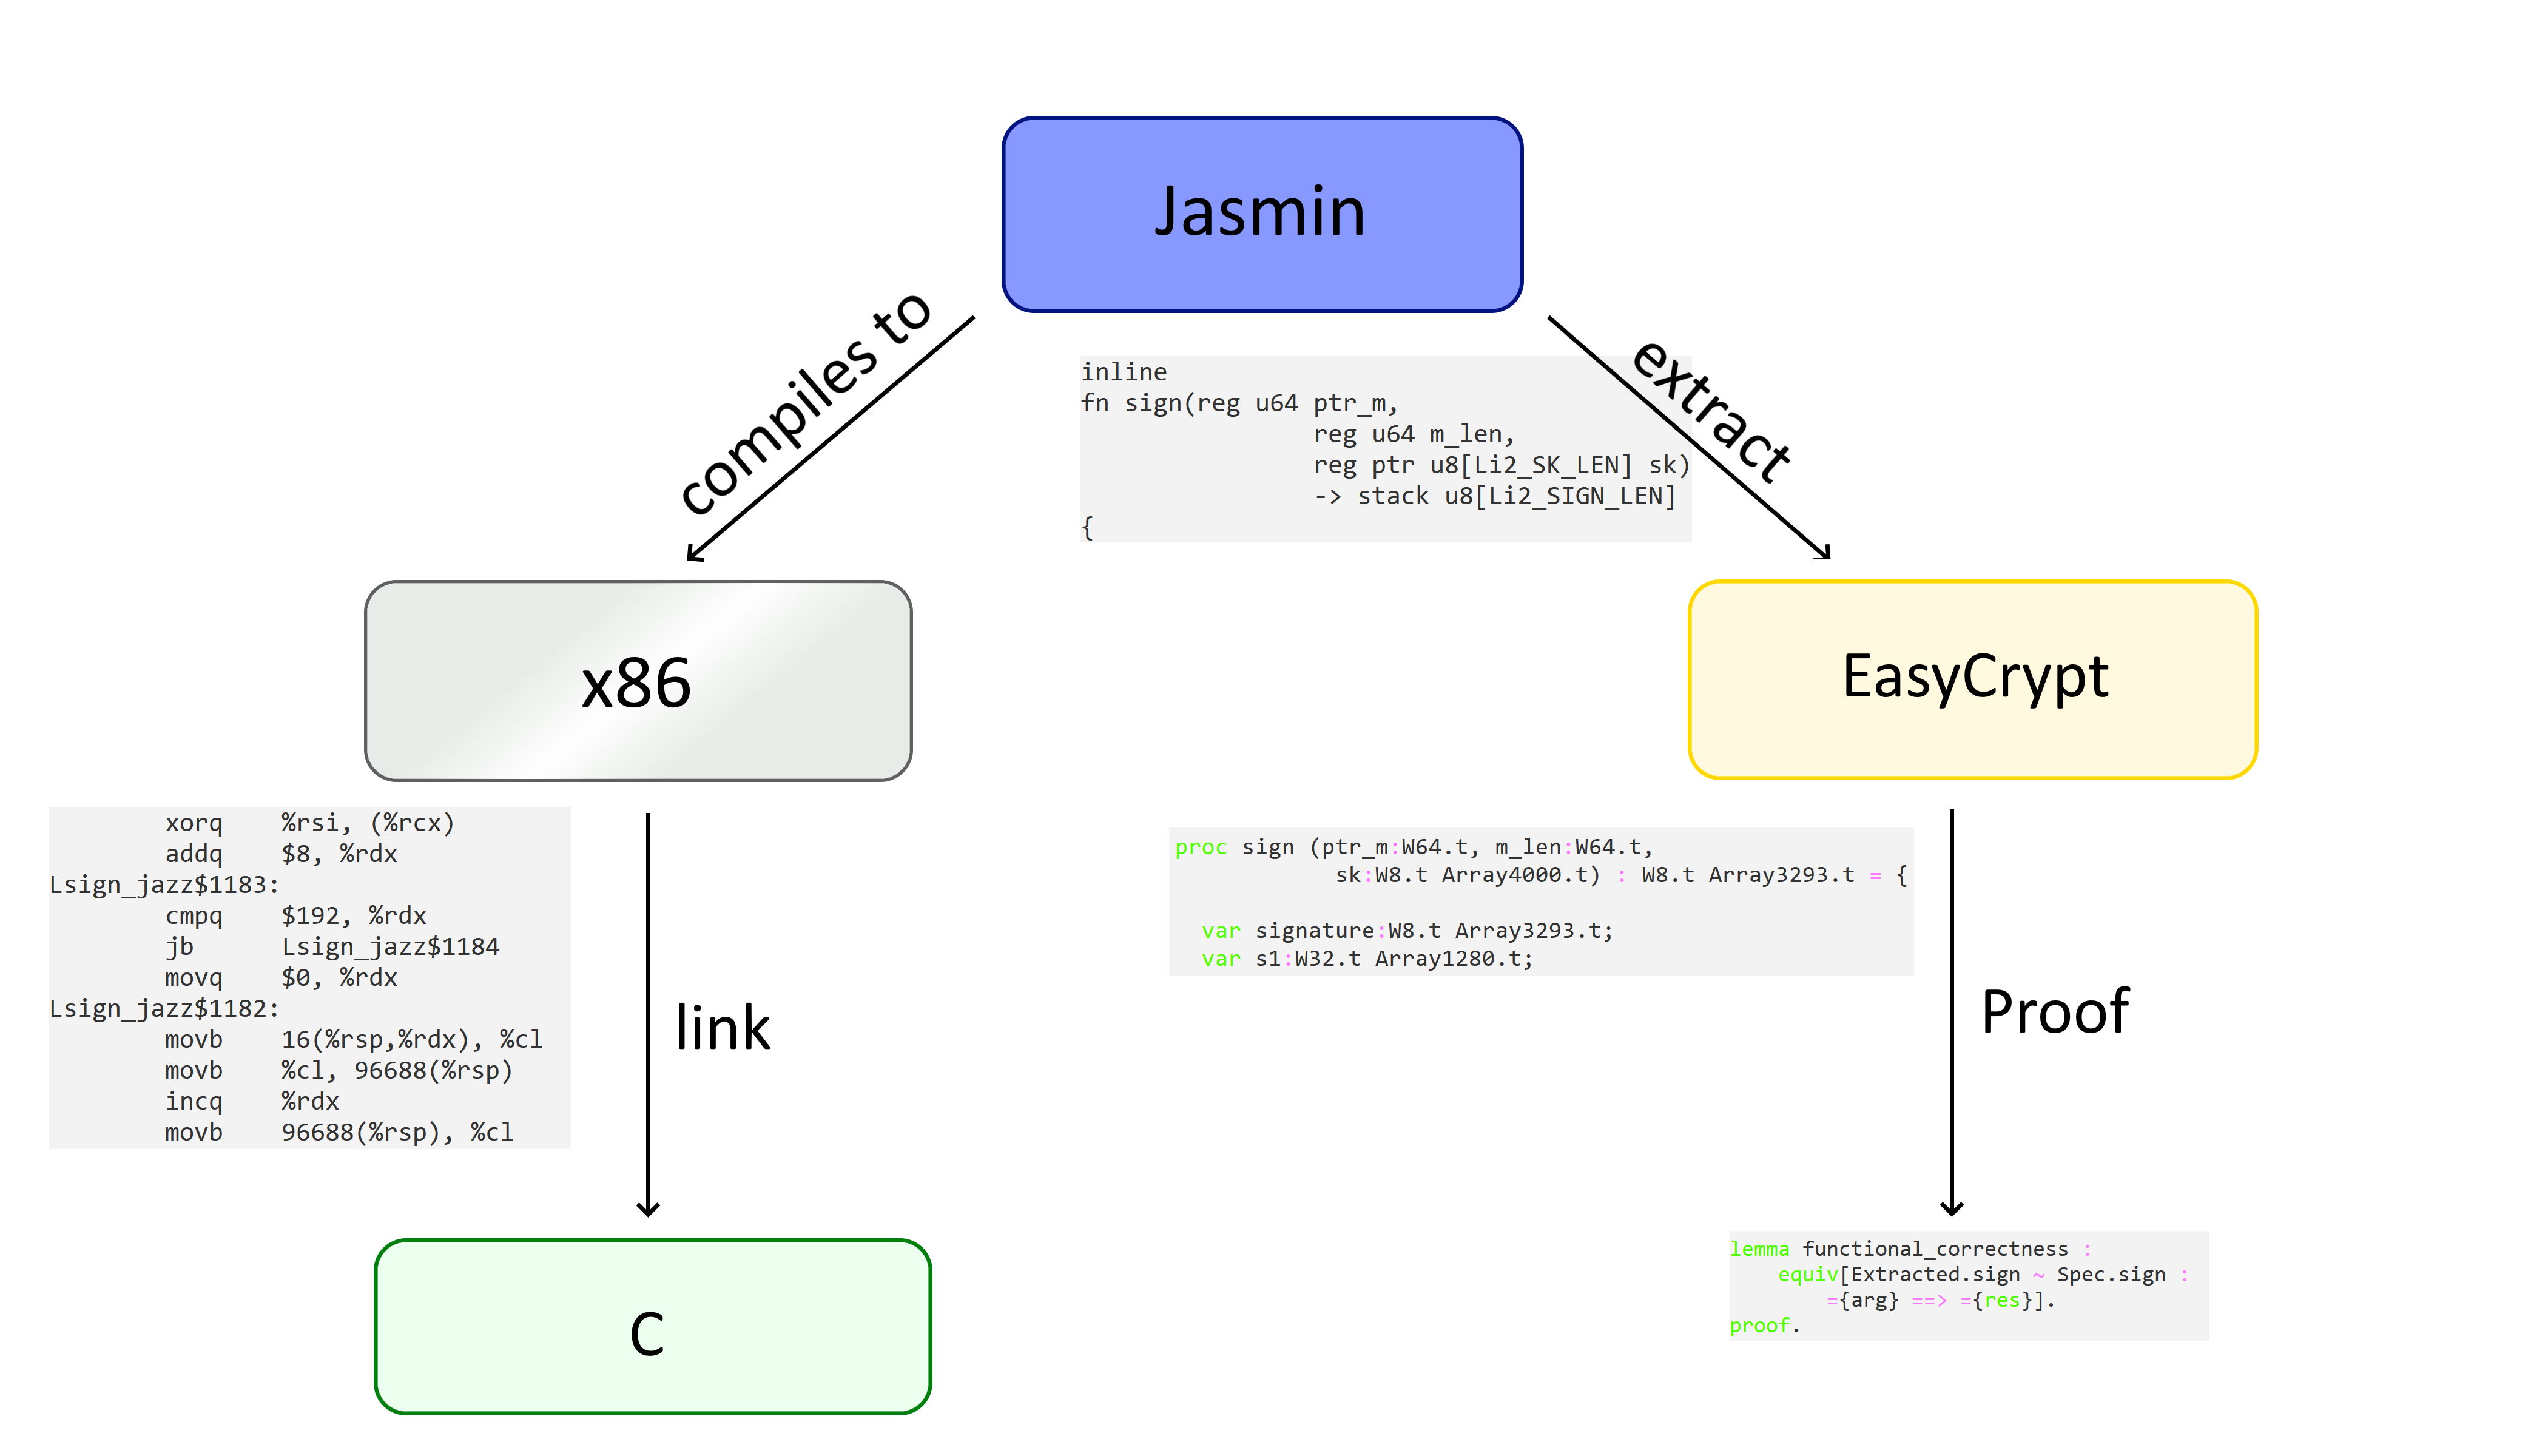 Jasmin
compiles to
extract
inline
fn sign(reg u64 ptr_m,
                reg u64 m_len,
                reg ptr u8[Li2_SK_LEN] sk)
                -> stack u8[Li2_SIGN_LEN]
{
x86
EasyCrypt
        xorq    %rsi, (%rcx)
        addq    $8, %rdx
Lsign_jazz$1183:
        cmpq    $192, %rdx
        jb      Lsign_jazz$1184
        movq    $0, %rdx
Lsign_jazz$1182:
        movb    16(%rsp,%rdx), %cl
        movb    %cl, 96688(%rsp)
        incq    %rdx
        movb    96688(%rsp), %cl
link
proc sign (ptr_m:W64.t, m_len:W64.t,
            sk:W8.t Array4000.t) : W8.t Array3293.t = {
  var signature:W8.t Array3293.t;
  var s1:W32.t Array1280.t;
Proof
C
lemma functional_correctness :
    equiv[Extracted.sign ~ Spec.sign :
        ={arg} ==> ={res}].
proof.